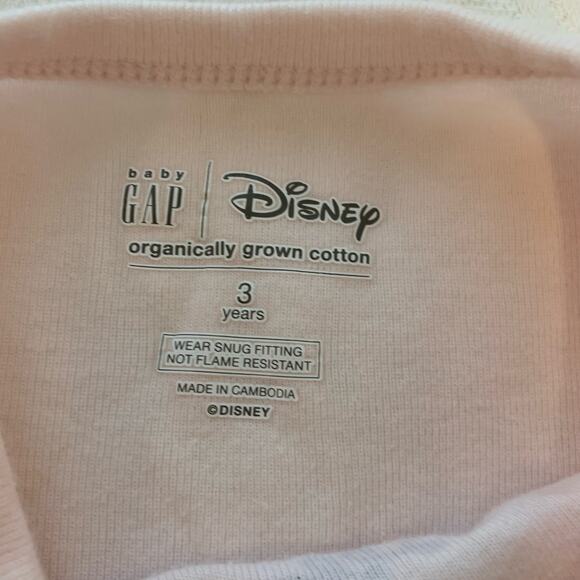 baby
GAP | Disney
organically grown cotton
3
years
WEAR SNUG FITTING
NOT FLAME RESISTANT
MADE IN CAMBODIA
©DISNEY